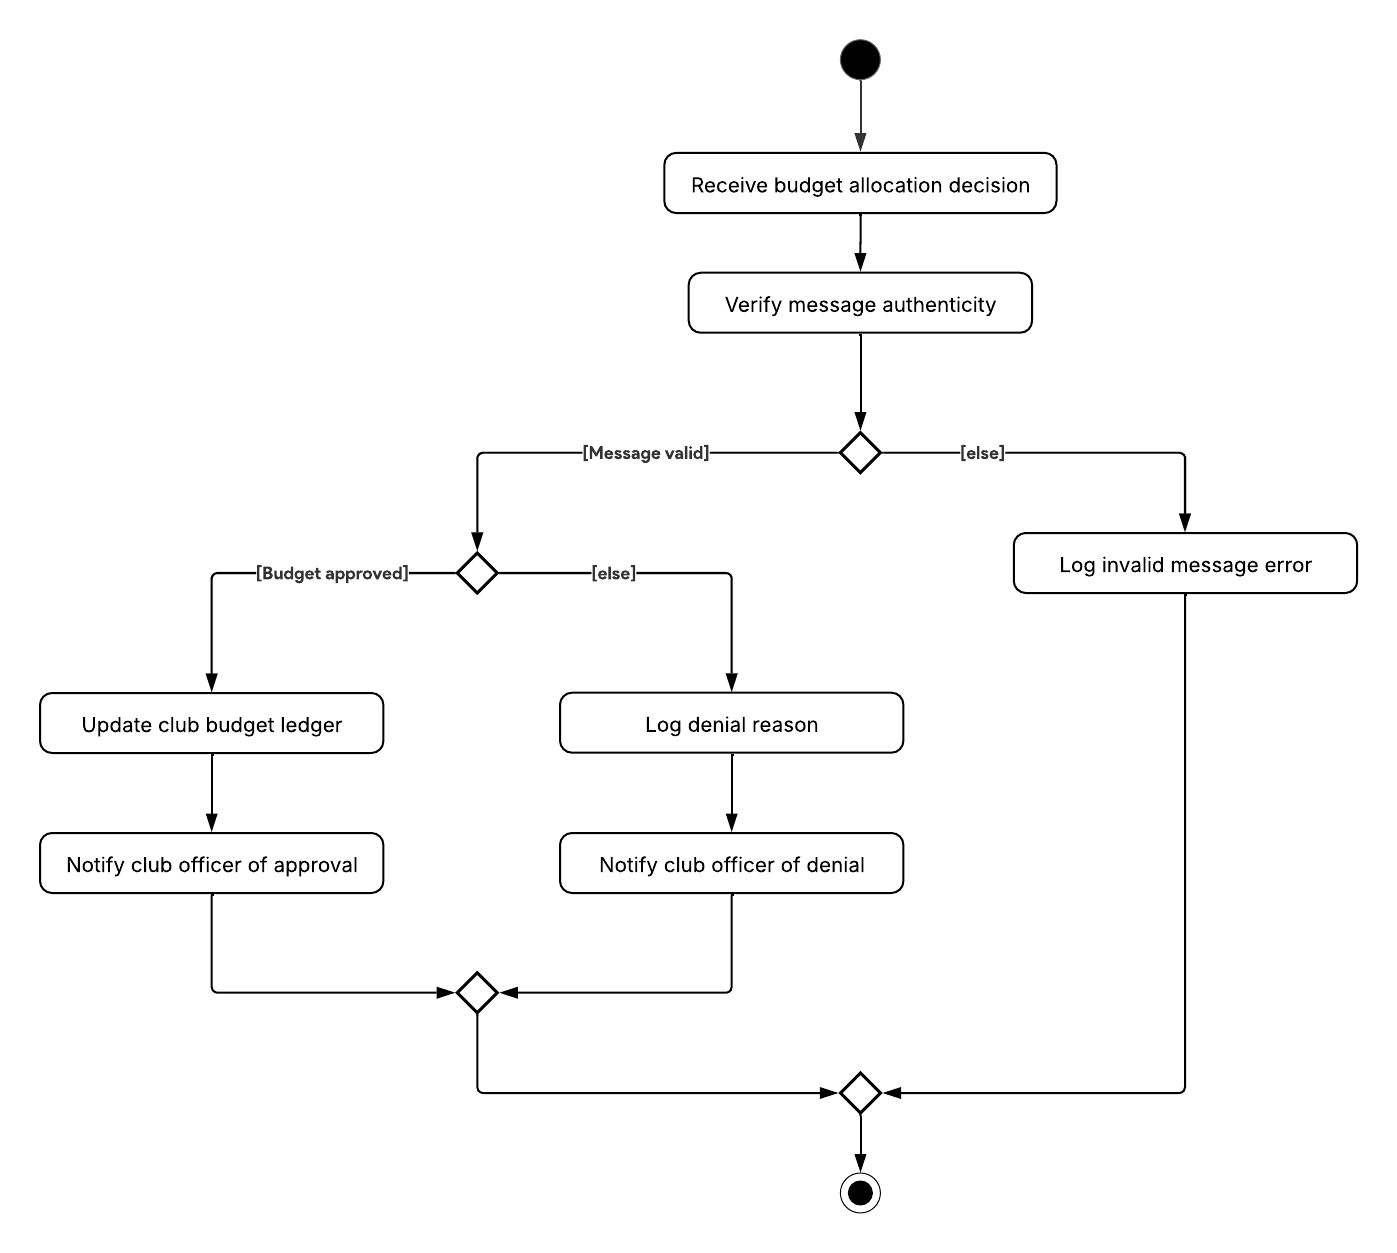 Receive budget allocation decision
Verify message authenticity
[Message valid]
[else]
[Budget approved]
[else]
Log invalid message error
Update club budget ledger
Log denial reason
Notify club officer of approval
Notify club officer of denial